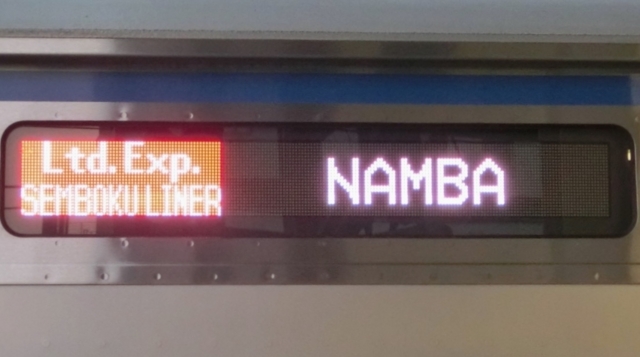 Ltd.Exp.
SEMBOKU LINER
NAMBA